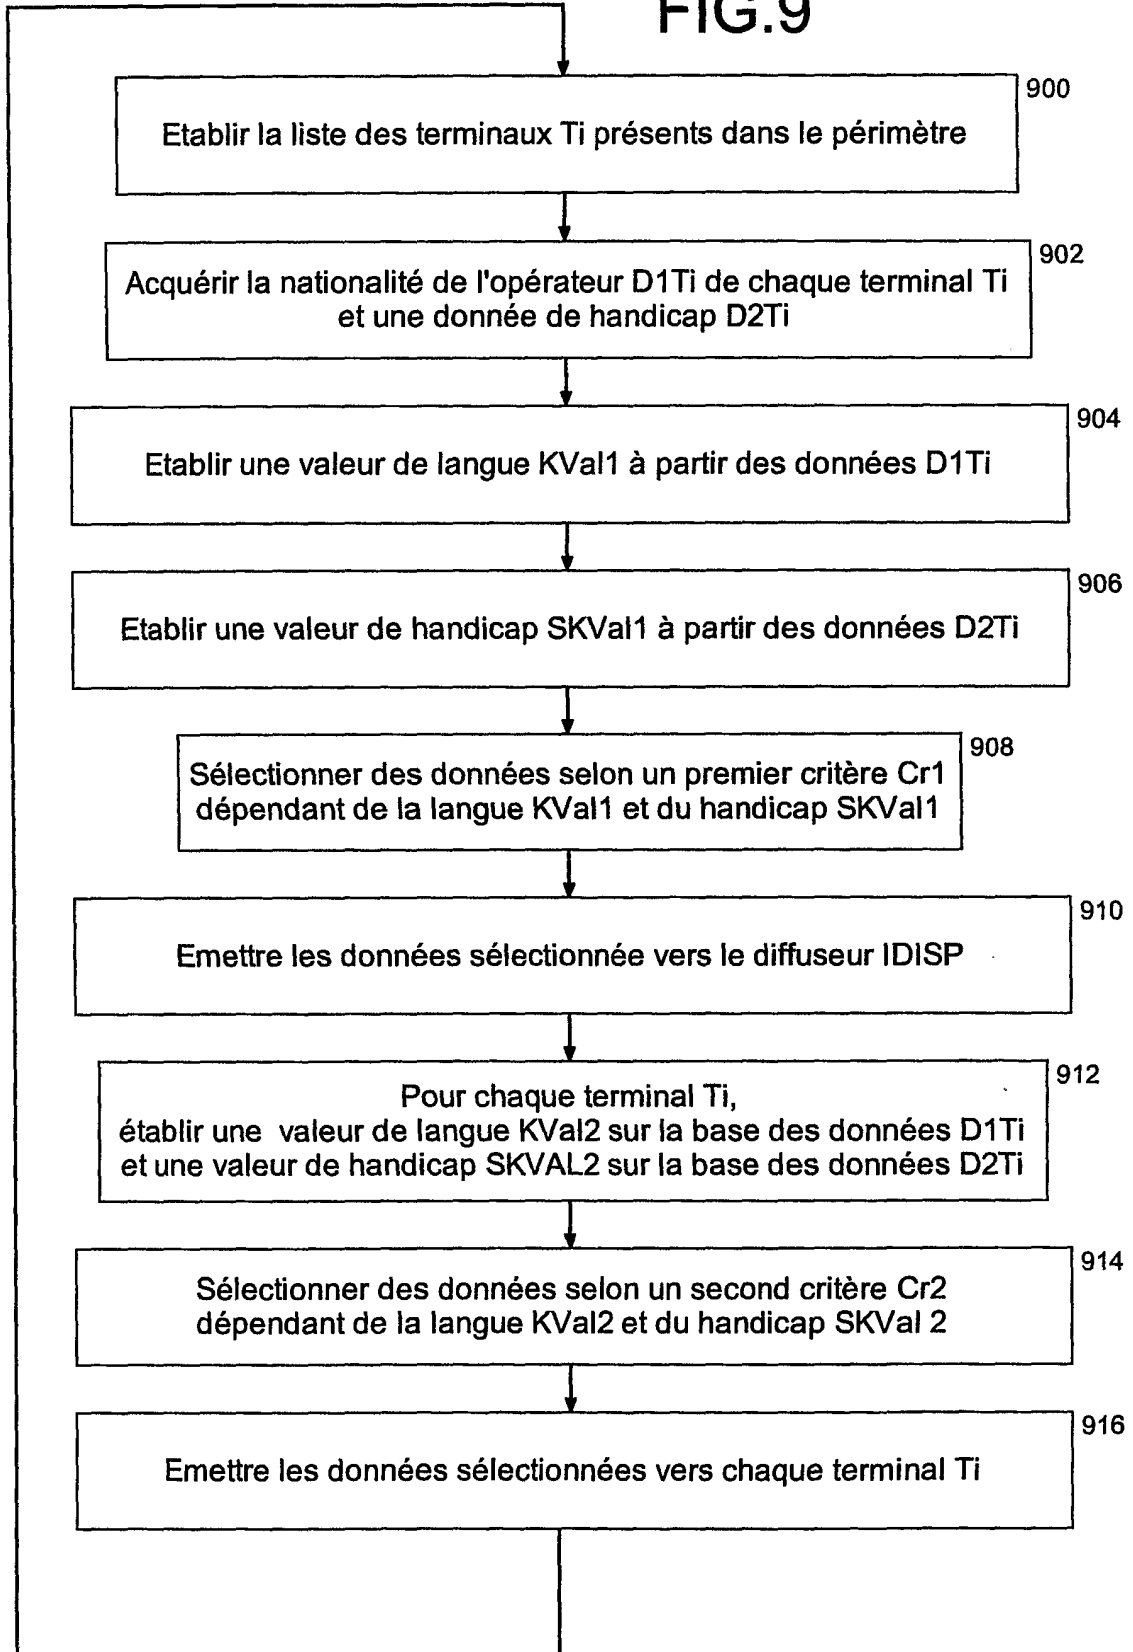 FIG.9
900
Etablir la liste des terminaux Ti présents dans le périmètre
902
Acquérir la nationalité de l'opérateur D1Ti de chaque terminal Ti
et une donnée de handicap D2Ti
904
Etablir une valeur de langue KVal1 à partir des données D1Ti
906
Etablir une valeur de handicap SKVal1 à partir des données D2Ti
908
Sélectionner des données selon un premier critère Cr1
dépendant de la langue KVal1 et du handicap SKVal1
910
Emettre les données sélectionnée vers le diffuseur IDISP
912
Pour chaque terminal Ti,
établir une valeur de langue KVal2 sur la base des données D1Ti
et une valeur de handicap SKVAL2 sur la base des données D2Ti
914
Sélectionner des données selon un second critère Cr2
dépendant de la langue KVal2 et du handicap SKVal 2
916
Emettre les données sélectionnées vers chaque terminal Ti